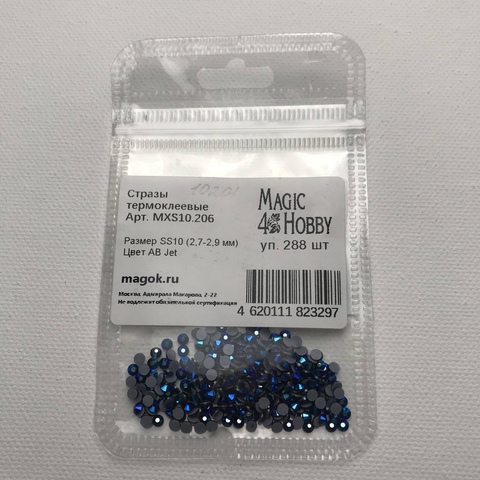 Стразы
термоклеевые
Арт. MXS10.206
Размер SS10 (2,7-2,9 мм)
Цвет AB Jet
magok.ru
Москва, Адмирала Макарова, 2-22
Не подлежит обязательной сертификации
MAGIC
4 HOBBY
уп. 288 шт
4 620111 823297